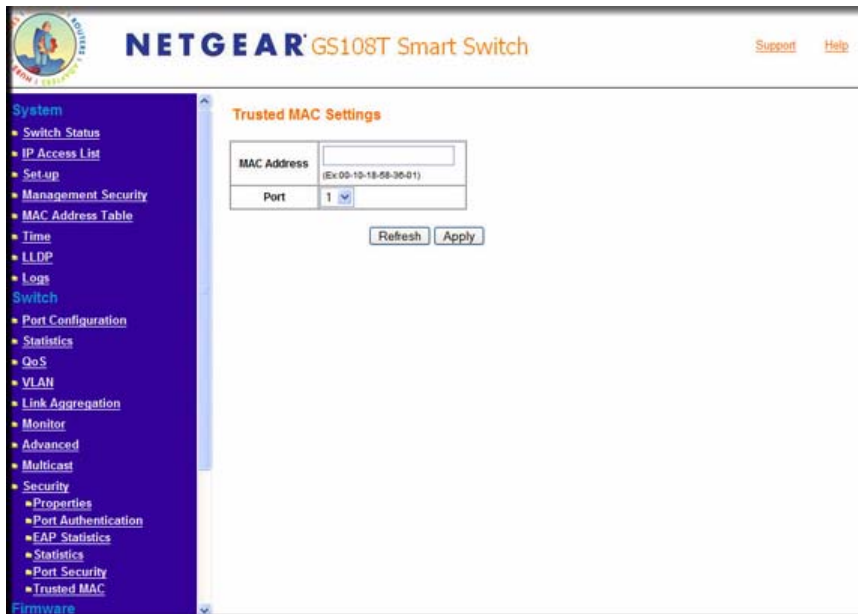 NETGEAR GS108T Smart Switch
Support
Help
System
Switch Status
IP Access List
Set-up
Management Security
MAC Address Table
Time
LLDP
Logs
Switch
Port Configuration
Statistics
QoS
VLAN
Link Aggregation
Monitor
Advanced
Multicast
Security
Properties
Port Authentication
EAP Statistics
Statistics
Port Security
Trusted MAC
Firmware
Trusted MAC Settings
MAC Address
(Ex:00-10-18-58-36-01)
Port
1
Refresh
Apply